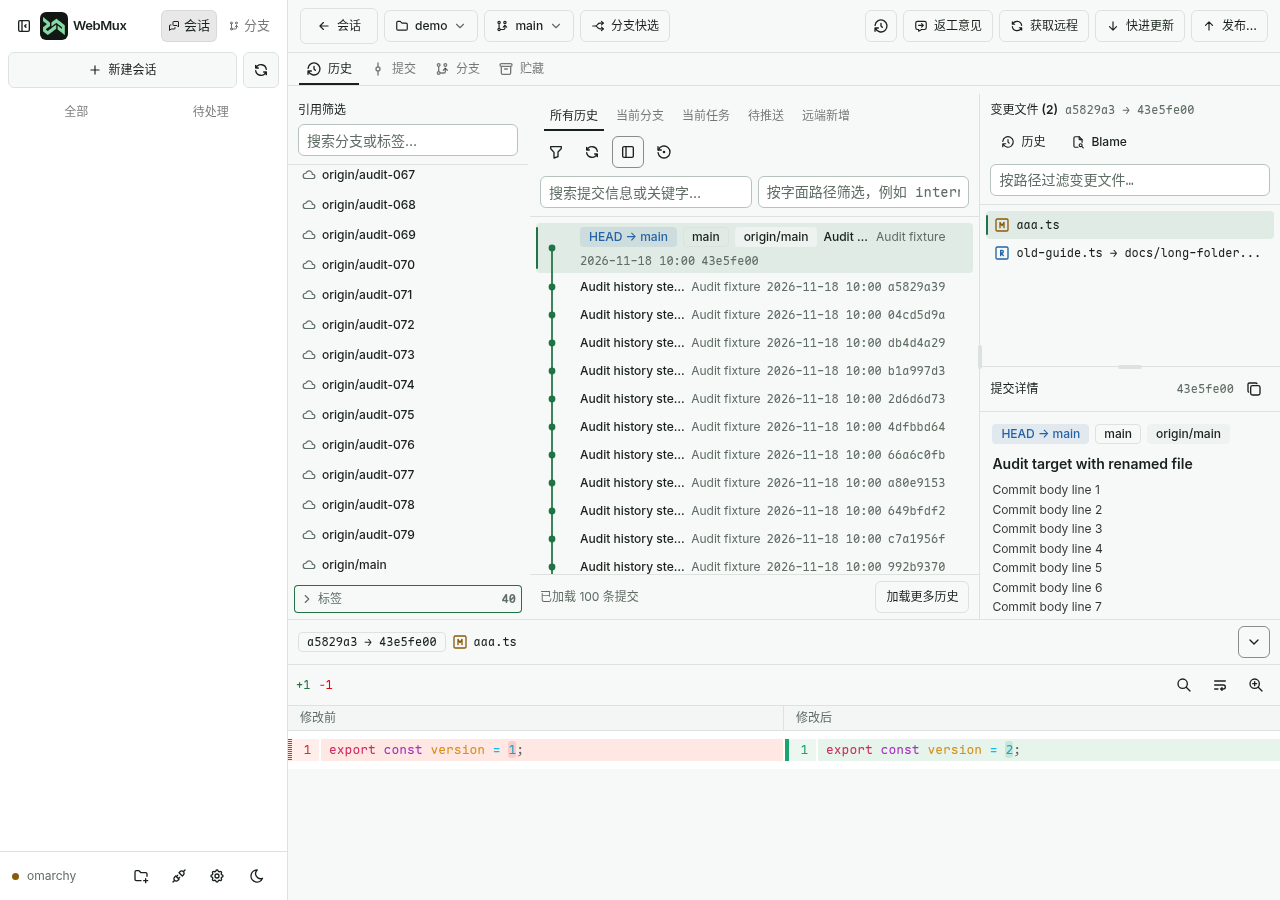 WebMux
会话
分支
新建会话
全部
待处理
omarchy
会话
demo
main
分支快选
返工意见
获取远程
快进更新
发布...
历史
提交
分支
贮藏
引用筛选
搜索分支或标签...
origin/audit-067
origin/audit-068
origin/audit-069
origin/audit-070
origin/audit-071
origin/audit-072
origin/audit-073
origin/audit-074
origin/audit-075
origin/audit-076
origin/audit-077
origin/audit-078
origin/audit-079
origin/main
标签 40
所有历史
当前分支
当前任务
待推送
远端新增
搜索提交信息或关键字...
按字面路径筛选，例如 intern
HEAD → main main origin/main Audit ... Audit fixture
2026-11-18 10:00 43e5fe00
Audit history ste... Audit fixture 2026-11-18 10:00 a5829a39
Audit history ste... Audit fixture 2026-11-18 10:00 04cd5d9a
Audit history ste... Audit fixture 2026-11-18 10:00 db4d4a29
Audit history ste... Audit fixture 2026-11-18 10:00 b1a997d3
Audit history ste... Audit fixture 2026-11-18 10:00 2d6d6d73
Audit history ste... Audit fixture 2026-11-18 10:00 4dfbbd64
Audit history ste... Audit fixture 2026-11-18 10:00 66a6c0fb
Audit history ste... Audit fixture 2026-11-18 10:00 a80e9153
Audit history ste... Audit fixture 2026-11-18 10:00 649bfdf2
Audit history ste... Audit fixture 2026-11-18 10:00 c7a1956f
Audit history ste... Audit fixture 2026-11-18 10:00 992b9370
已加载 100 条提交
加载更多历史
变更文件 (2) a5829a3 → 43e5fe00
历史
Blame
按路径过滤变更文件…
M aaa.ts
R old-guide.ts → docs/long-folder...
提交详情 43e5fe00
HEAD → main main origin/main
Audit target with renamed file
Commit body line 1
Commit body line 2
Commit body line 3
Commit body line 4
Commit body line 5
Commit body line 6
Commit body line 7
a5829a3 → 43e5fe00 M aaa.ts
+1 -1
修改前
修改后
1 export const version = 1;
1 export const version = 2;